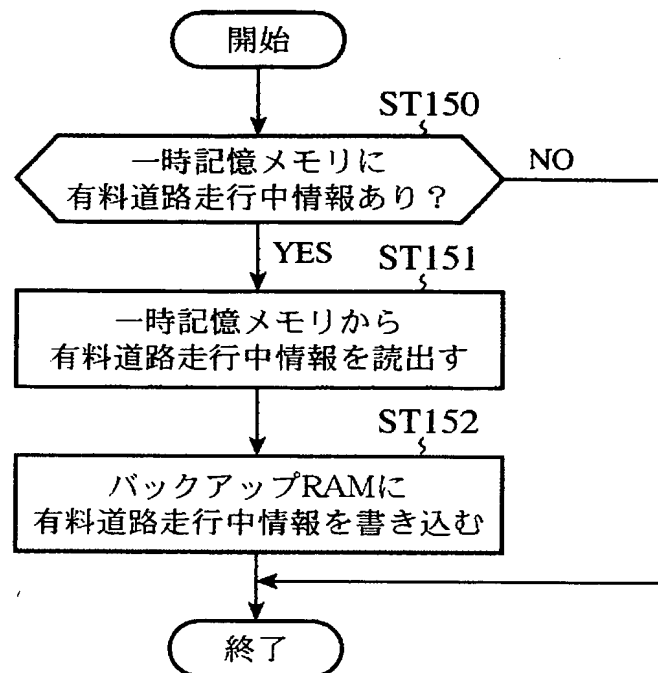 開始
ST150
一時記憶メモリに
有料道路走行中情報あり？
NO
YES
ST151
一時記憶メモリから
有料道路走行中情報を読出す
ST152
バックアップRAMに
有料道路走行中情報を書き込む
終了